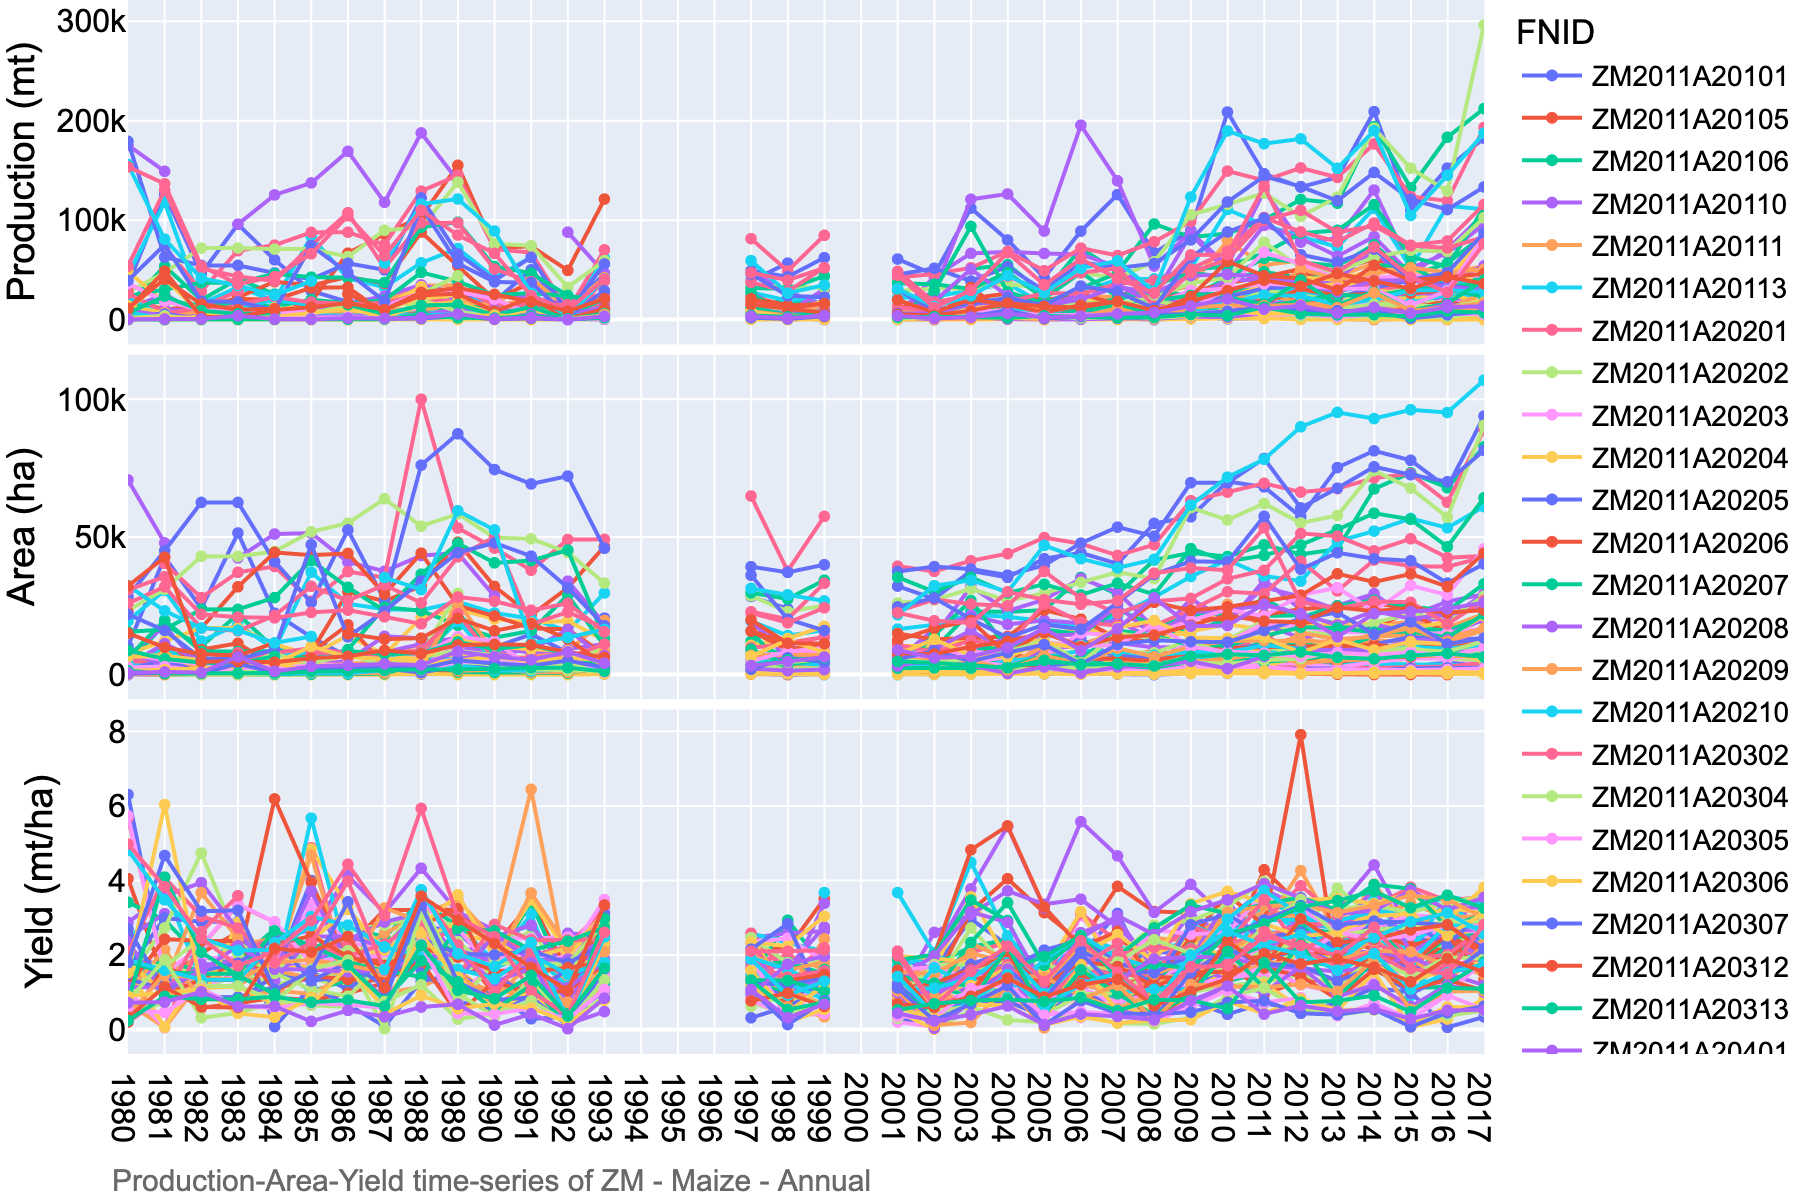 Production (mt)
300k
200k
100k
0
Area (ha)
100k
50k
0
Yield (mt/ha)
8
6
4
2
0
1980
1981
1982
1983
1984
1985
1986
1987
1988
1989
1990
1991
1992
1993
1994
1995
1996
1997
1998
1999
2000
2001
2002
2003
2004
2005
2006
2007
2008
2009
2010
2011
2012
2013
2014
2015
2016
2017
Production-Area-Yield time-series of ZM - Maize - Annual
FNID
ZM2011A20101
ZM2011A20105
ZM2011A20106
ZM2011A20110
ZM2011A20111
ZM2011A20113
ZM2011A20201
ZM2011A20202
ZM2011A20203
ZM2011A20204
ZM2011A20205
ZM2011A20206
ZM2011A20207
ZM2011A20208
ZM2011A20209
ZM2011A20210
ZM2011A20302
ZM2011A20304
ZM2011A20305
ZM2011A20306
ZM2011A20307
ZM2011A20312
ZM2011A20313
ZM2011A20401